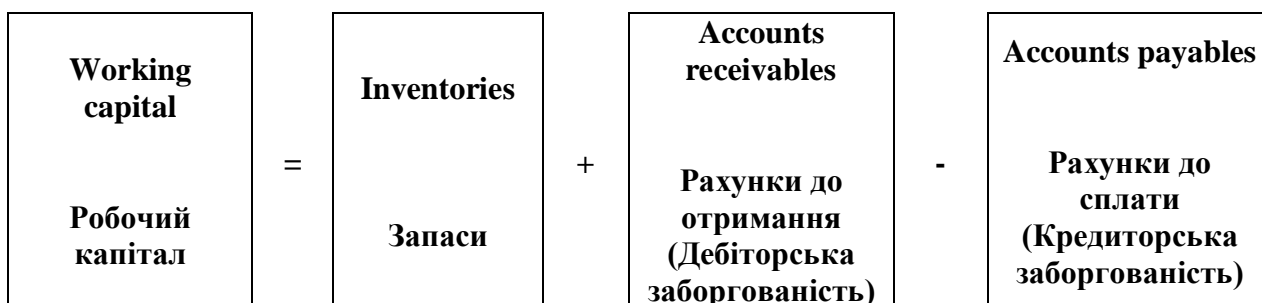 Working
capital
Робочий
капітал
=
Inventories
Запаси
+
Accounts
receivables
Рахунки до
отримання
(Дебіторська
заборгованість)
-
Accounts payables
Рахунки до
сплати
(Кредиторська
заборгованість)